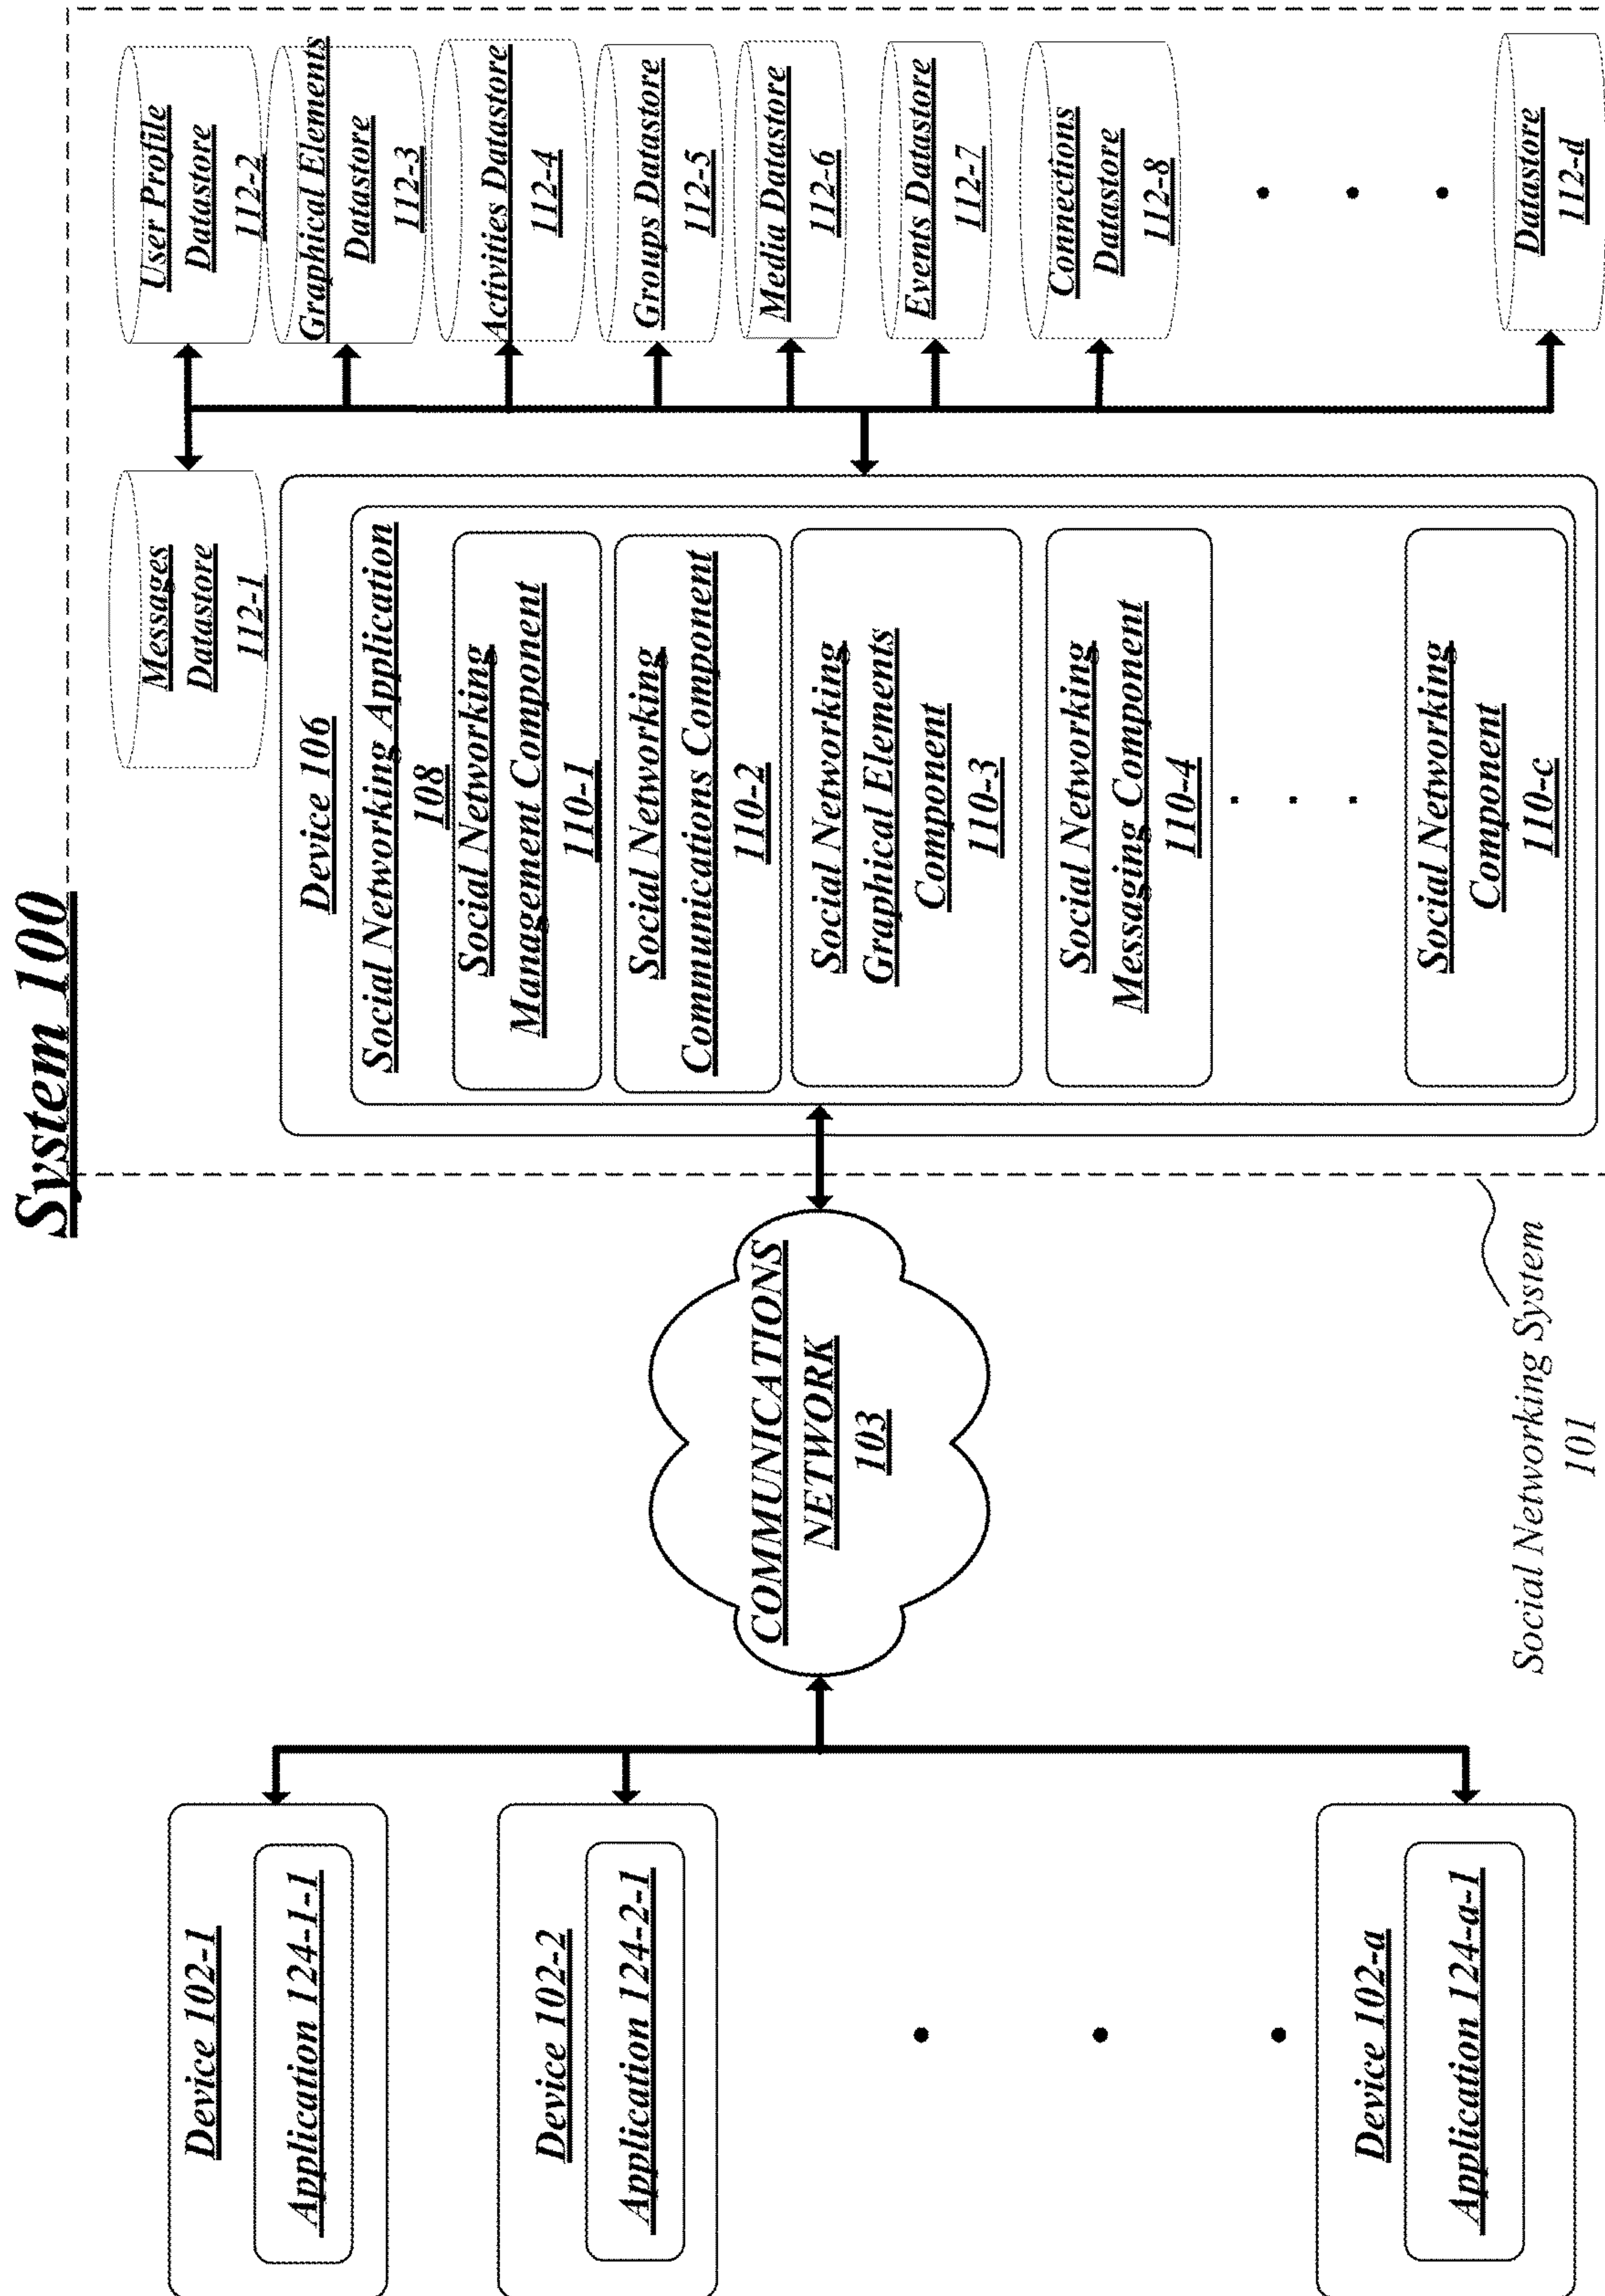 System 100
Device 102-1
Application 124-1-1
Device 102-2
Application 124-2-1
Device 102-a
Application 124-a-1
COMMUNICATIONS
NETWORK
103
Social Networking System
101
Device 106
Social Networking Application
108
Social Networking
Management Component
110-1
Social Networking
Communications Component
110-2
Social Networking
Graphical Elements
Component
110-3
Social Networking
Messaging Component
110-4
Social Networking
Component
110-c
Messages
Datastore
112-1
User Profile
Datastore
112-2
Graphical Elements
Datastore
112-3
Activities Datastore
112-4
Groups Datastore
112-5
Media Datastore
112-6
Events Datastore
112-7
Connections
Datastore
112-8
Datastore
112-d